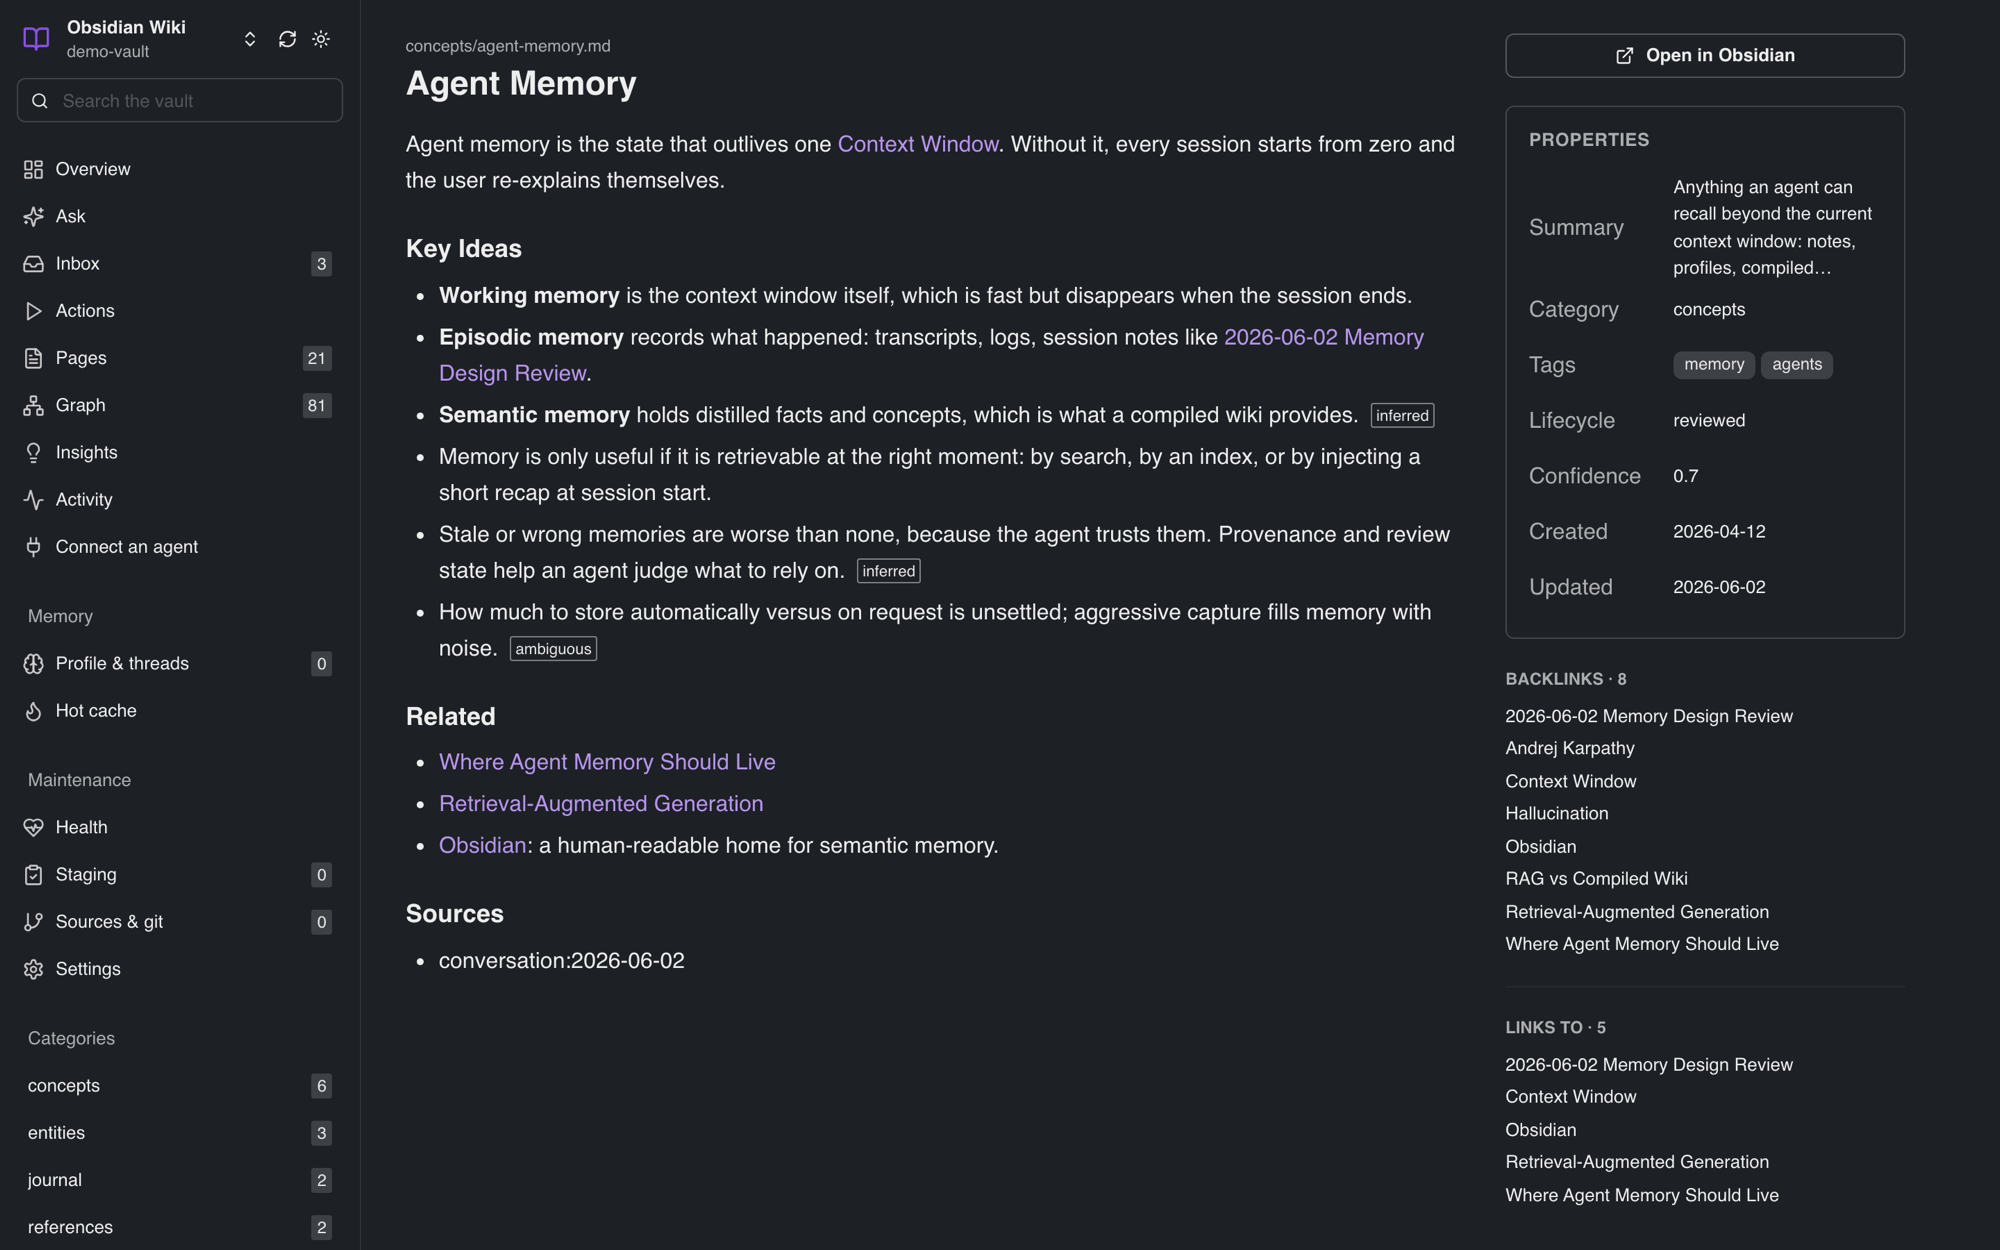 Obsidian Wiki
demo-vault
Search the vault
Overview
Ask
Inbox 3
Actions
Pages 21
Graph 81
Insights
Activity
Connect an agent
Memory
Profile & threads 0
Hot cache
Maintenance
Health
Staging 0
Sources & git 0
Settings
Categories
concepts 6
entities 3
journal 2
references 2
concepts/agent-memory.md
Agent Memory
Agent memory is the state that outlives one Context Window. Without it, every session starts from zero and
the user re-explains themselves.
Key Ideas
• Working memory is the context window itself, which is fast but disappears when the session ends.
• Episodic memory records what happened: transcripts, logs, session notes like 2026-06-02 Memory
Design Review.
• Semantic memory holds distilled facts and concepts, which is what a compiled wiki provides. inferred
• Memory is only useful if it is retrievable at the right moment: by search, by an index, or by injecting a
short recap at session start.
• Stale or wrong memories are worse than none, because the agent trusts them. Provenance and review
state help an agent judge what to rely on. inferred
• How much to store automatically versus on request is unsettled; aggressive capture fills memory with
noise. ambiguous
Related
• Where Agent Memory Should Live
• Retrieval-Augmented Generation
• Obsidian: a human-readable home for semantic memory.
Sources
• conversation:2026-06-02
Open in Obsidian
PROPERTIES
Summary
Anything an agent can
recall beyond the current
context window: notes,
profiles, compiled…
Category concepts
Tags memory agents
Lifecycle reviewed
Confidence 0.7
Created 2026-04-12
Updated 2026-06-02
BACKLINKS · 8
2026-06-02 Memory Design Review
Andrej Karpathy
Context Window
Hallucination
Obsidian
RAG vs Compiled Wiki
Retrieval-Augmented Generation
Where Agent Memory Should Live
LINKS TO · 5
2026-06-02 Memory Design Review
Context Window
Obsidian
Retrieval-Augmented Generation
Where Agent Memory Should Live